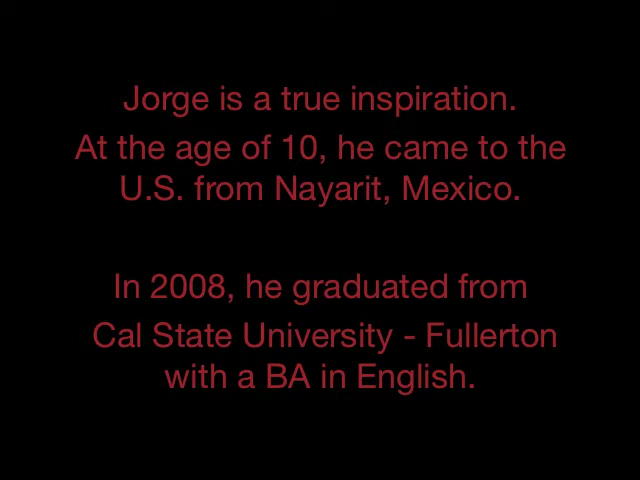 Jorge is a true inspiration.
At the age of 10, he came to the
U.S. from Nayarit, Mexico.
In 2008, he graduated from
Cal State University - Fullerton
with a BA in English.